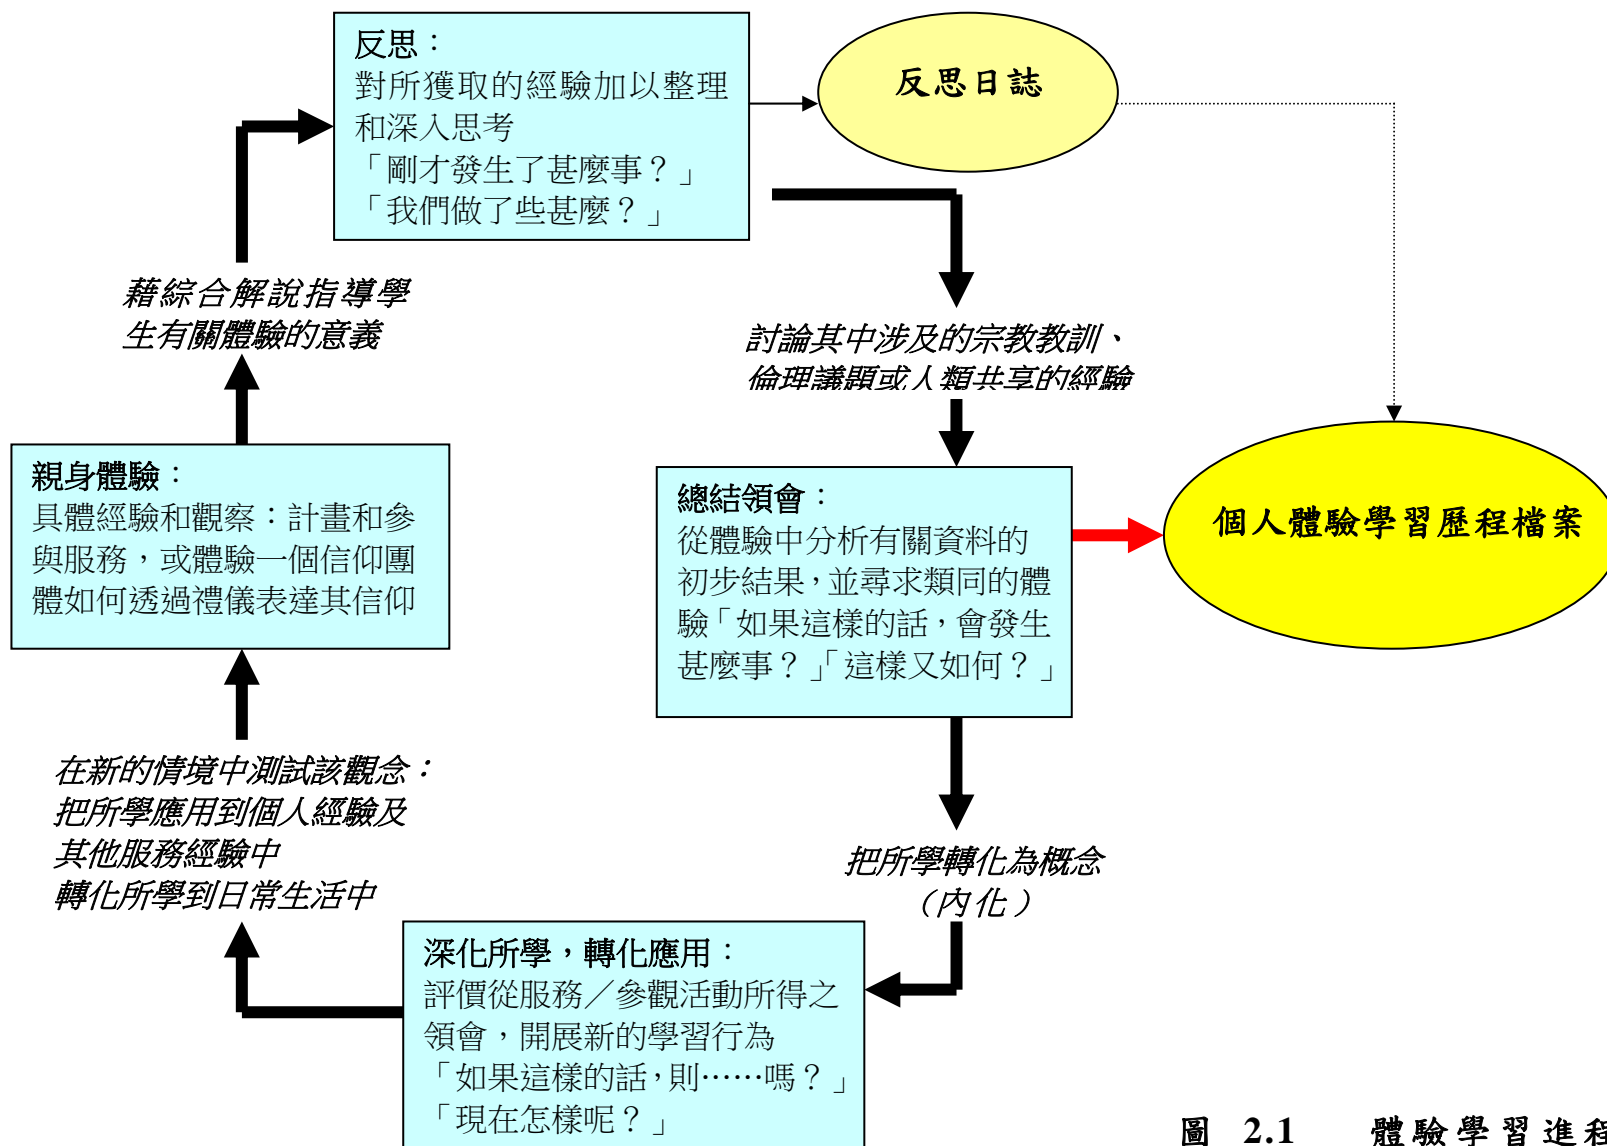 反思：
對所獲取的經驗加以整理
和深入思考
「剛才發生了甚麼事？」
「我們做了些甚麼？」
反思日誌
藉綜合解說指導學
生有關體驗的意義
討論其中涉及的宗教教訓、
倫理議題或人類共享的經驗
親身體驗：
具體經驗和觀察：計畫和參
與服務，或體驗一個信仰團
體如何透過禮儀表達其信仰
總結領會：
從體驗中分析有關資料的
初步結果，並尋求類同的體
驗「如果這樣的話，會發生
甚麼事？」「這樣又如何？」
個人體驗學習歷程檔案
在新的情境中測試該觀念：
把所學應用到個人經驗及
其他服務經驗中
轉化所學到日常生活中
把所學轉化為概念
（內化）
深化所學，轉化應用：
評價從服務／參觀活動所得之
領會，開展新的學習行為
「如果這樣的話，則……嗎？」
「現在怎樣呢？」
圖 2.1 體驗學習進程